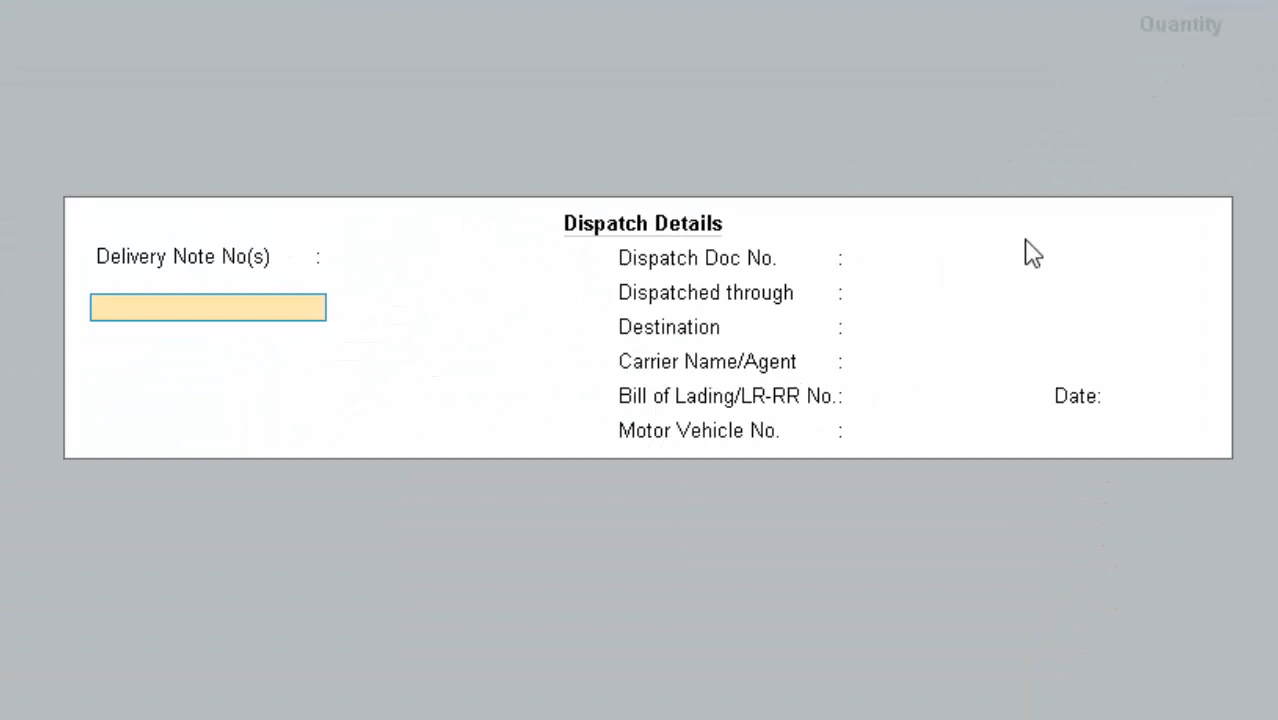 Quantity
Dispatch Details
Delivery Note No(s) :
Dispatch Doc No. :
Dispatched through :
Destination :
Carrier Name/Agent :
Bill of Lading/LR-RR No.: Date:
Motor Vehicle No. :